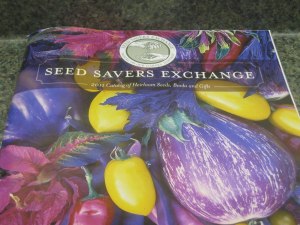 SEED SAVERS EXCHANGE
2012 Catalog of Heirloom Seeds, Books and Gifts